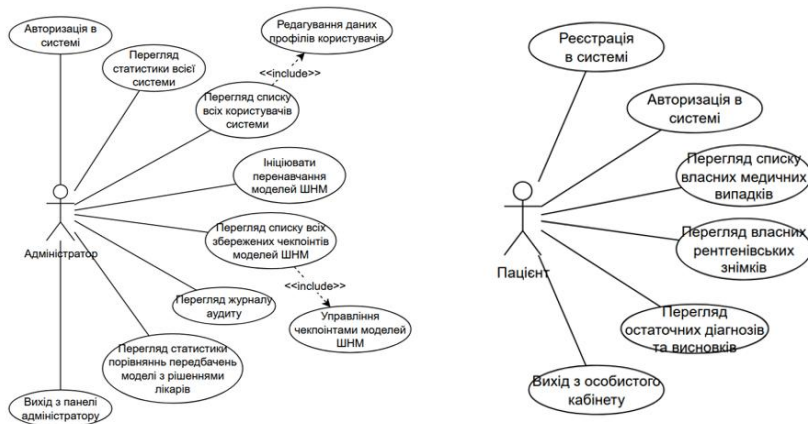 Авторизація в
системі
Перегляд
статистики всієї
системи
Редагування даних
профілів користувачів
<<include>>
Перегляд списку
всіх користувачів
системи
Ініціювати
перенавчання
моделей ШНМ
Адміністратор
Перегляд списку всіх
збережених чекпоінтів
моделей ШНМ
<<include>>
Перегляд журналу
аудиту
Управління
чекпоінтами моделей
ШНМ
Перегляд статистики
порівнянь передбачень
моделі з рішеннями
лікарів
Вихід з панелі
адміністратору
Реєстрація
в системі
Авторизація в
системі
Перегляд списку
власних медичних
випадків
Пацієнт
Перегляд власних
рентгенівських
знімків
Перегляд
остаточних діагнозів
та висновків
Вихід з особистого
кабінету